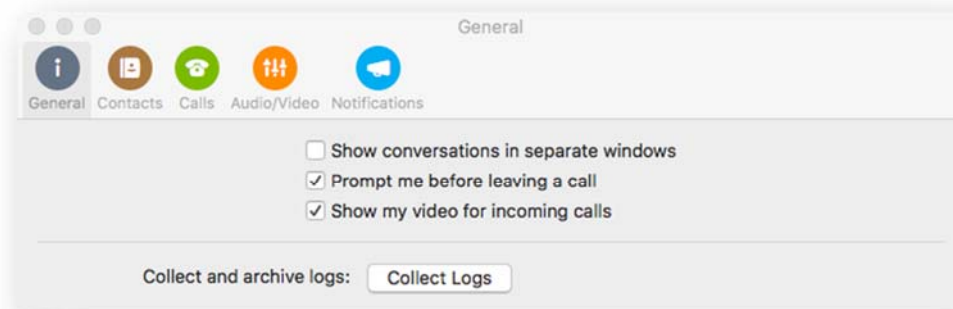 General
General Contacts Calls Audio/Video Notifications
Show conversations in separate windows
Prompt me before leaving a call
Show my video for incoming calls
Collect and archive logs: Collect Logs